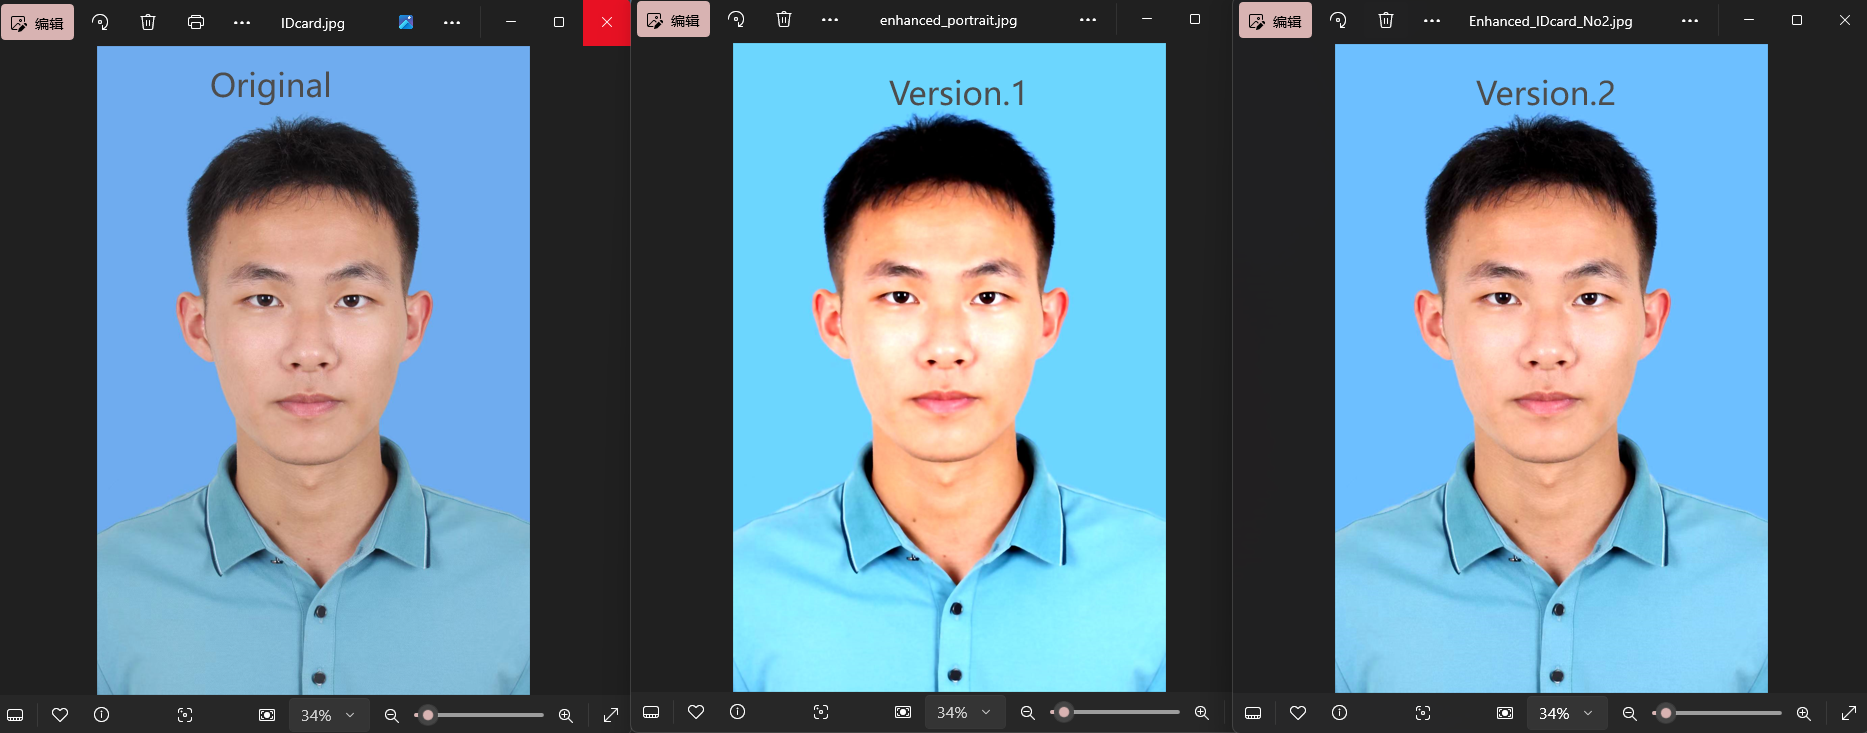 编辑 IDcard.jpg
编辑 enhanced_portrait.jpg
编辑 Enhanced_IDcard_No2.jpg
Original
Version.1
Version.2
34%
34%
34%